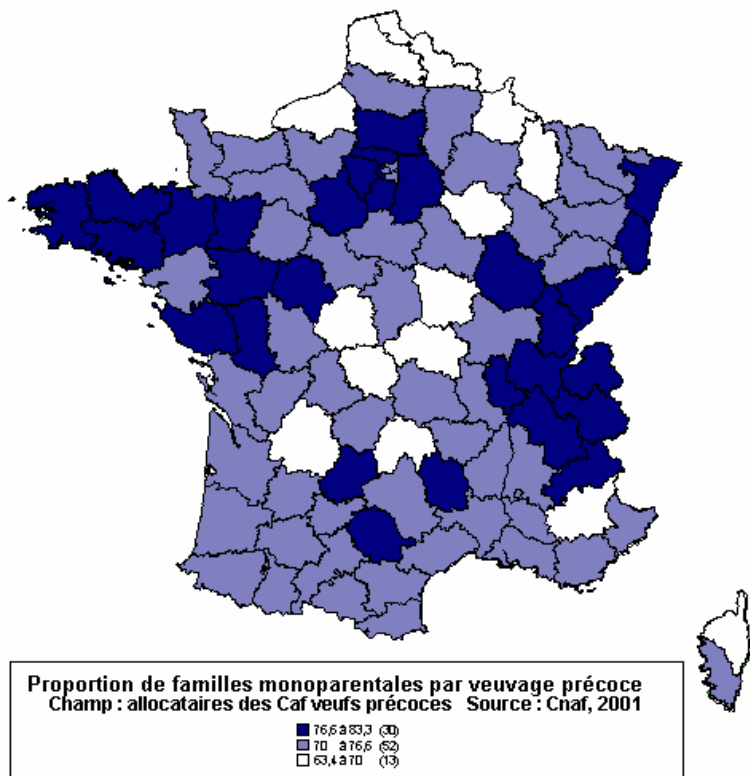 Proportion de familles monoparentales par veuvage précoce
Champ : allocataires des Caf veufs précoces Source : Cnaf, 2001
76,6 à 83,3 (30)
70 à 76,6 (52)
63,4 à 70 (13)